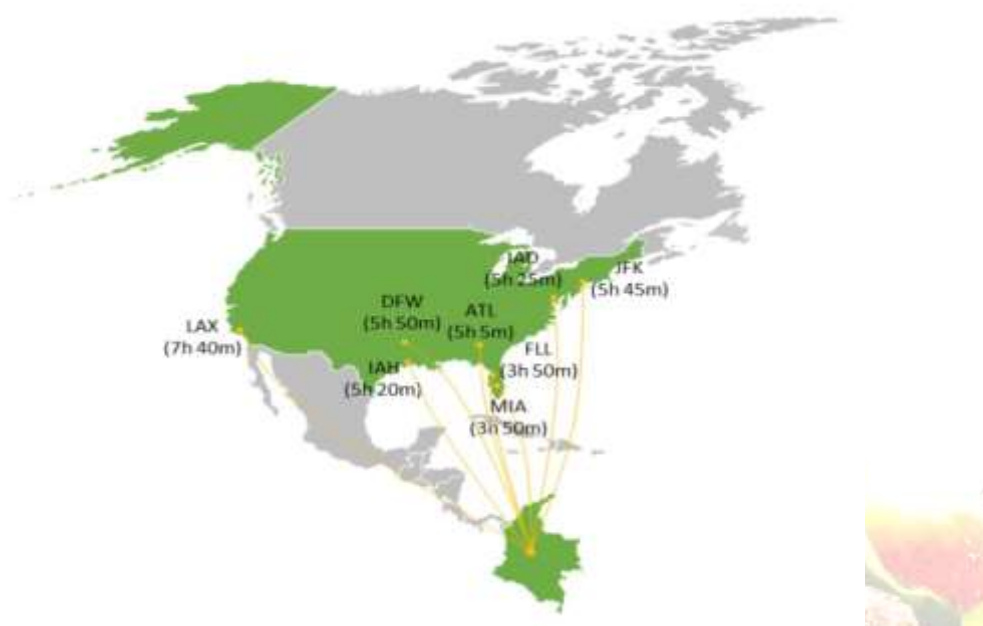 IAD
(5h 25m)
JFK
(5h 45m)
DFW
(5h 50m)
ATL
(5h 5m)
LAX
(7h 40m)
FLL
(3h 50m)
IAH
(5h 20m)
MIA
(3h 50m)